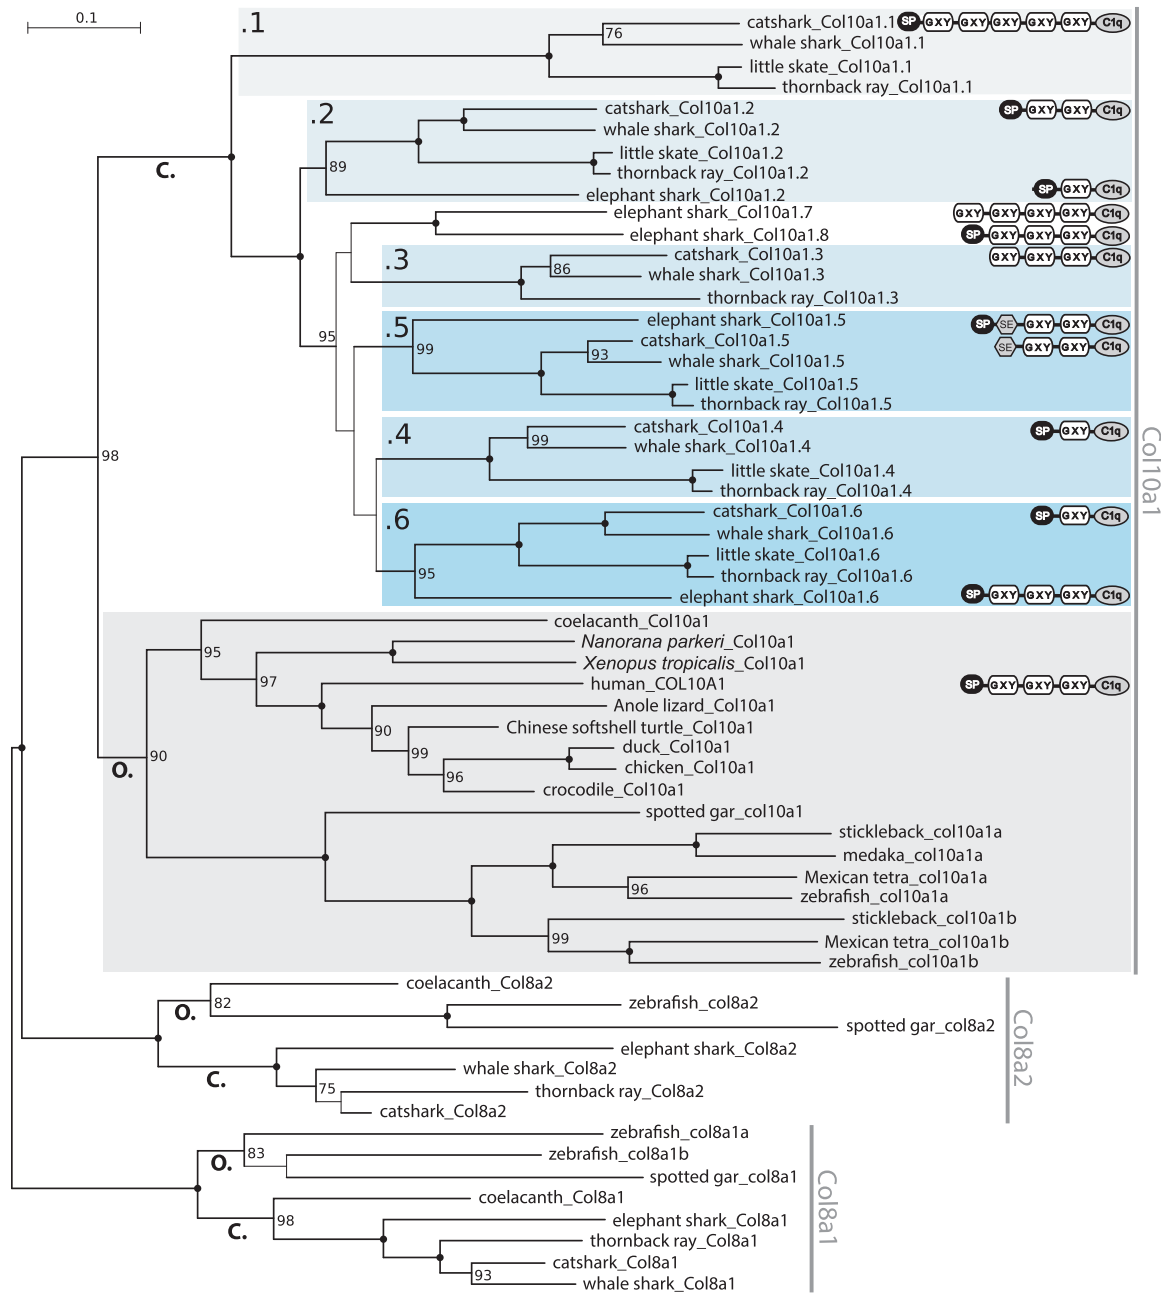 0.1
.1
catshark_Col10a1.1 SP GXY GXY GXY GXY GXY C1q
76
whale shark_Col10a1.1
little skate_Col10a1.1
thornback ray_Col10a1.1
.2
catshark_Col10a1.2 SP GXY GXY C1q
whale shark_Col10a1.2
little skate_Col10a1.2
C.
89
thornback ray_Col10a1.2
elephant shark_Col10a1.2 SP GXY C1q
elephant shark_Col10a1.7 GXY GXY GXY GXY C1q
elephant shark_Col10a1.8 SP GXY GXY GXY C1q
.3
catshark_Col10a1.3 GXY GXY GXY C1q
86
whale shark_Col10a1.3
thornback ray_Col10a1.3
.5
elephant shark_Col10a1.5 SP SE GXY GXY C1q
95
99
catshark_Col10a1.5 SE GXY GXY C1q
93
whale shark_Col10a1.5
little skate_Col10a1.5
thornback ray_Col10a1.5
.4
catshark_Col10a1.4 SP GXY C1q
99
whale shark_Col10a1.4
98
little skate_Col10a1.4
thornback ray_Col10a1.4
Col10a1
.6
catshark_Col10a1.6 SP GXY C1q
whale shark_Col10a1.6
little skate_Col10a1.6
95
thornback ray_Col10a1.6
elephant shark_Col10a1.6 SP GXY GXY GXY C1q
coelacanth_Col10a1
95
Nanorana parkeri_Col10a1
Xenopus tropicalis_Col10a1
97
human_COL10A1 SP GXY GXY GXY C1q
Anole lizard_Col10a1
90
Chinese softshell turtle_Col10a1
99
duck_Col10a1
O.
90
chicken_Col10a1
96
crocodile_Col10a1
spotted gar_col10a1
stickleback_col10a1a
medaka_col10a1a
Mexican tetra_col10a1a
96
zebrafish_col10a1a
stickleback_col10a1b
99
Mexican tetra_col10a1b
zebrafish_col10a1b
coelacanth_Col8a2
O.
82
zebrafish_col8a2
spotted gar_col8a2
Col8a2
elephant shark_Col8a2
C.
whale shark_Col8a2
75
thornback ray_Col8a2
catshark_Col8a2
zebrafish_col8a1a
O.
83
zebrafish_col8a1b
spotted gar_col8a1
Col8a1
coelacanth_Col8a1
C.
98
elephant shark_Col8a1
thornback ray_Col8a1
catshark_Col8a1
93
whale shark_Col8a1